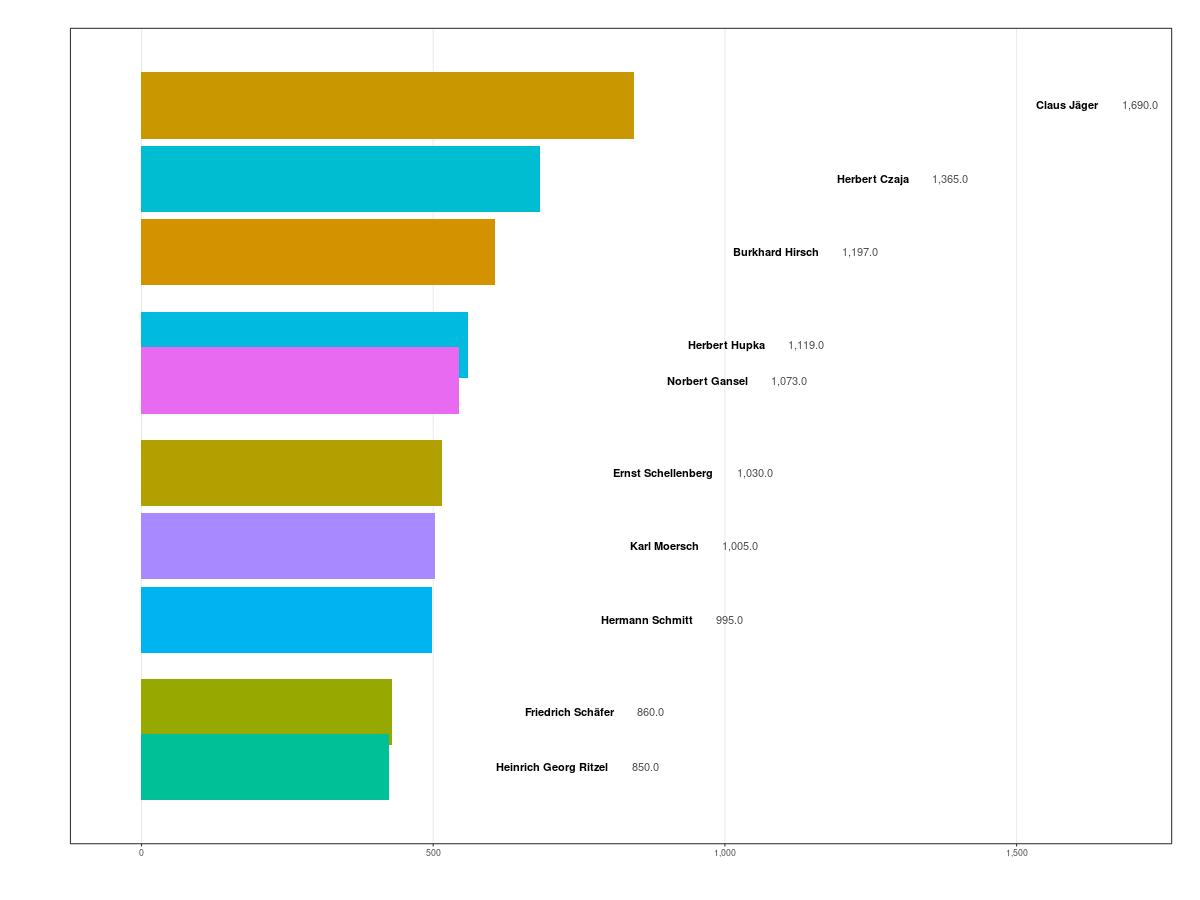 Claus Jäger 1,690.0
Herbert Czaja 1,365.0
Burkhard Hirsch 1,197.0
Herbert Hupka 1,119.0
Norbert Gansel 1,073.0
Ernst Schellenberg 1,030.0
Karl Moersch 1,005.0
Hermann Schmitt 995.0
Friedrich Schäfer 860.0
Heinrich Georg Ritzel 850.0
0 500 1,000 1,500